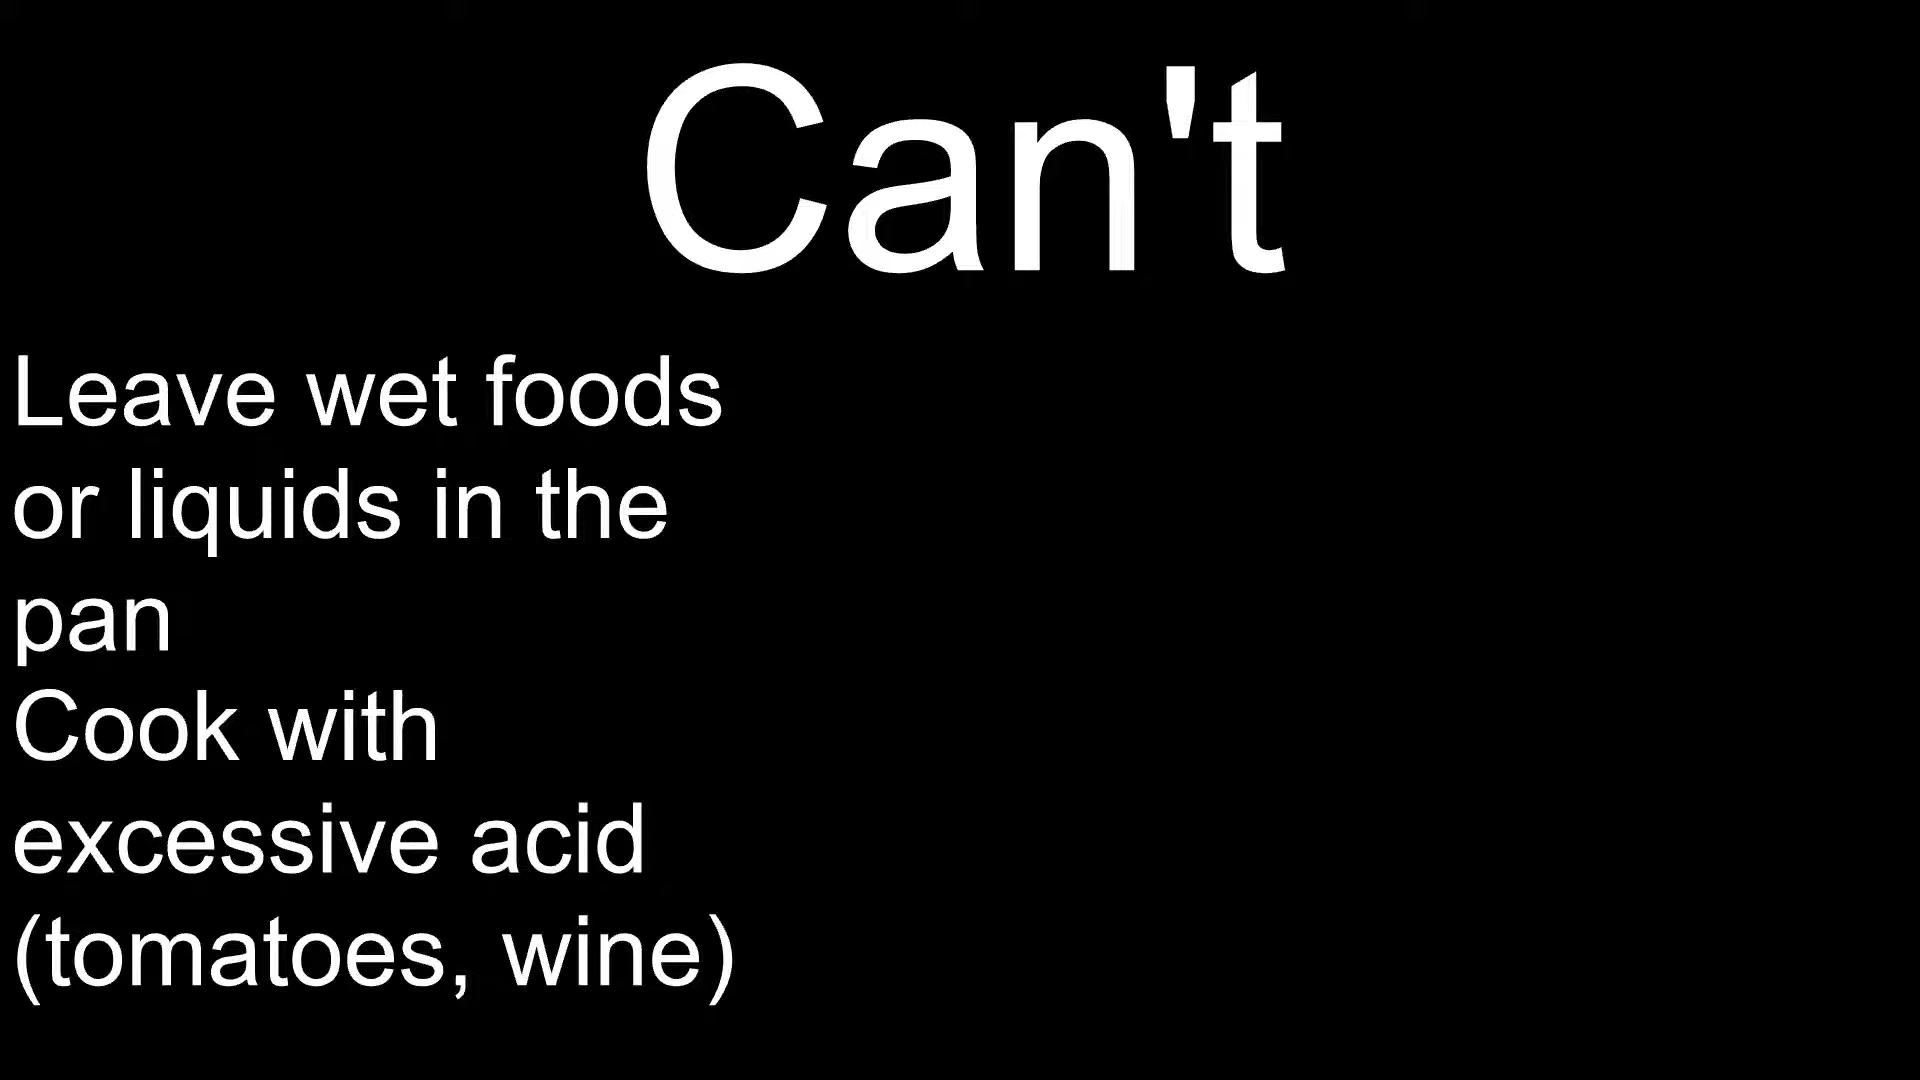 Can't
Leave wet foods
or liquids in the
pan
Cook with
excessive acid
(tomatoes, wine)